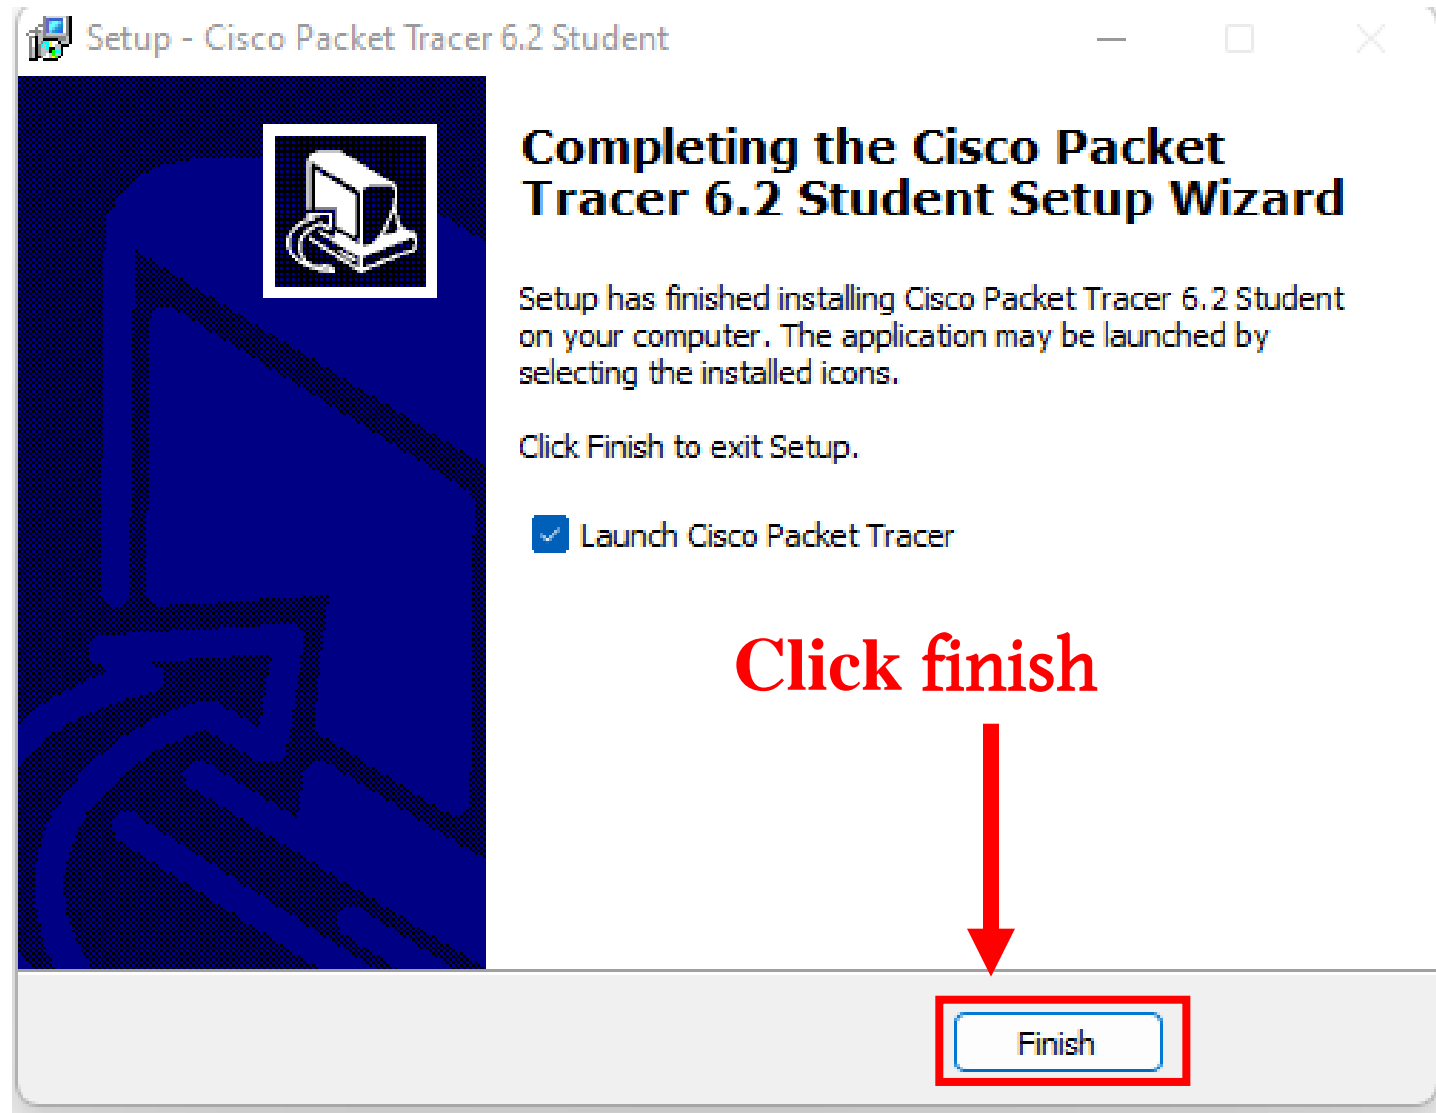 Setup - Cisco Packet Tracer 6.2 Student
Completing the Cisco Packet
Tracer 6.2 Student Setup Wizard
Setup has finished installing Cisco Packet Tracer 6.2 Student
on your computer. The application may be launched by
selecting the installed icons.
Click Finish to exit Setup.
Launch Cisco Packet Tracer
Click finish
Finish